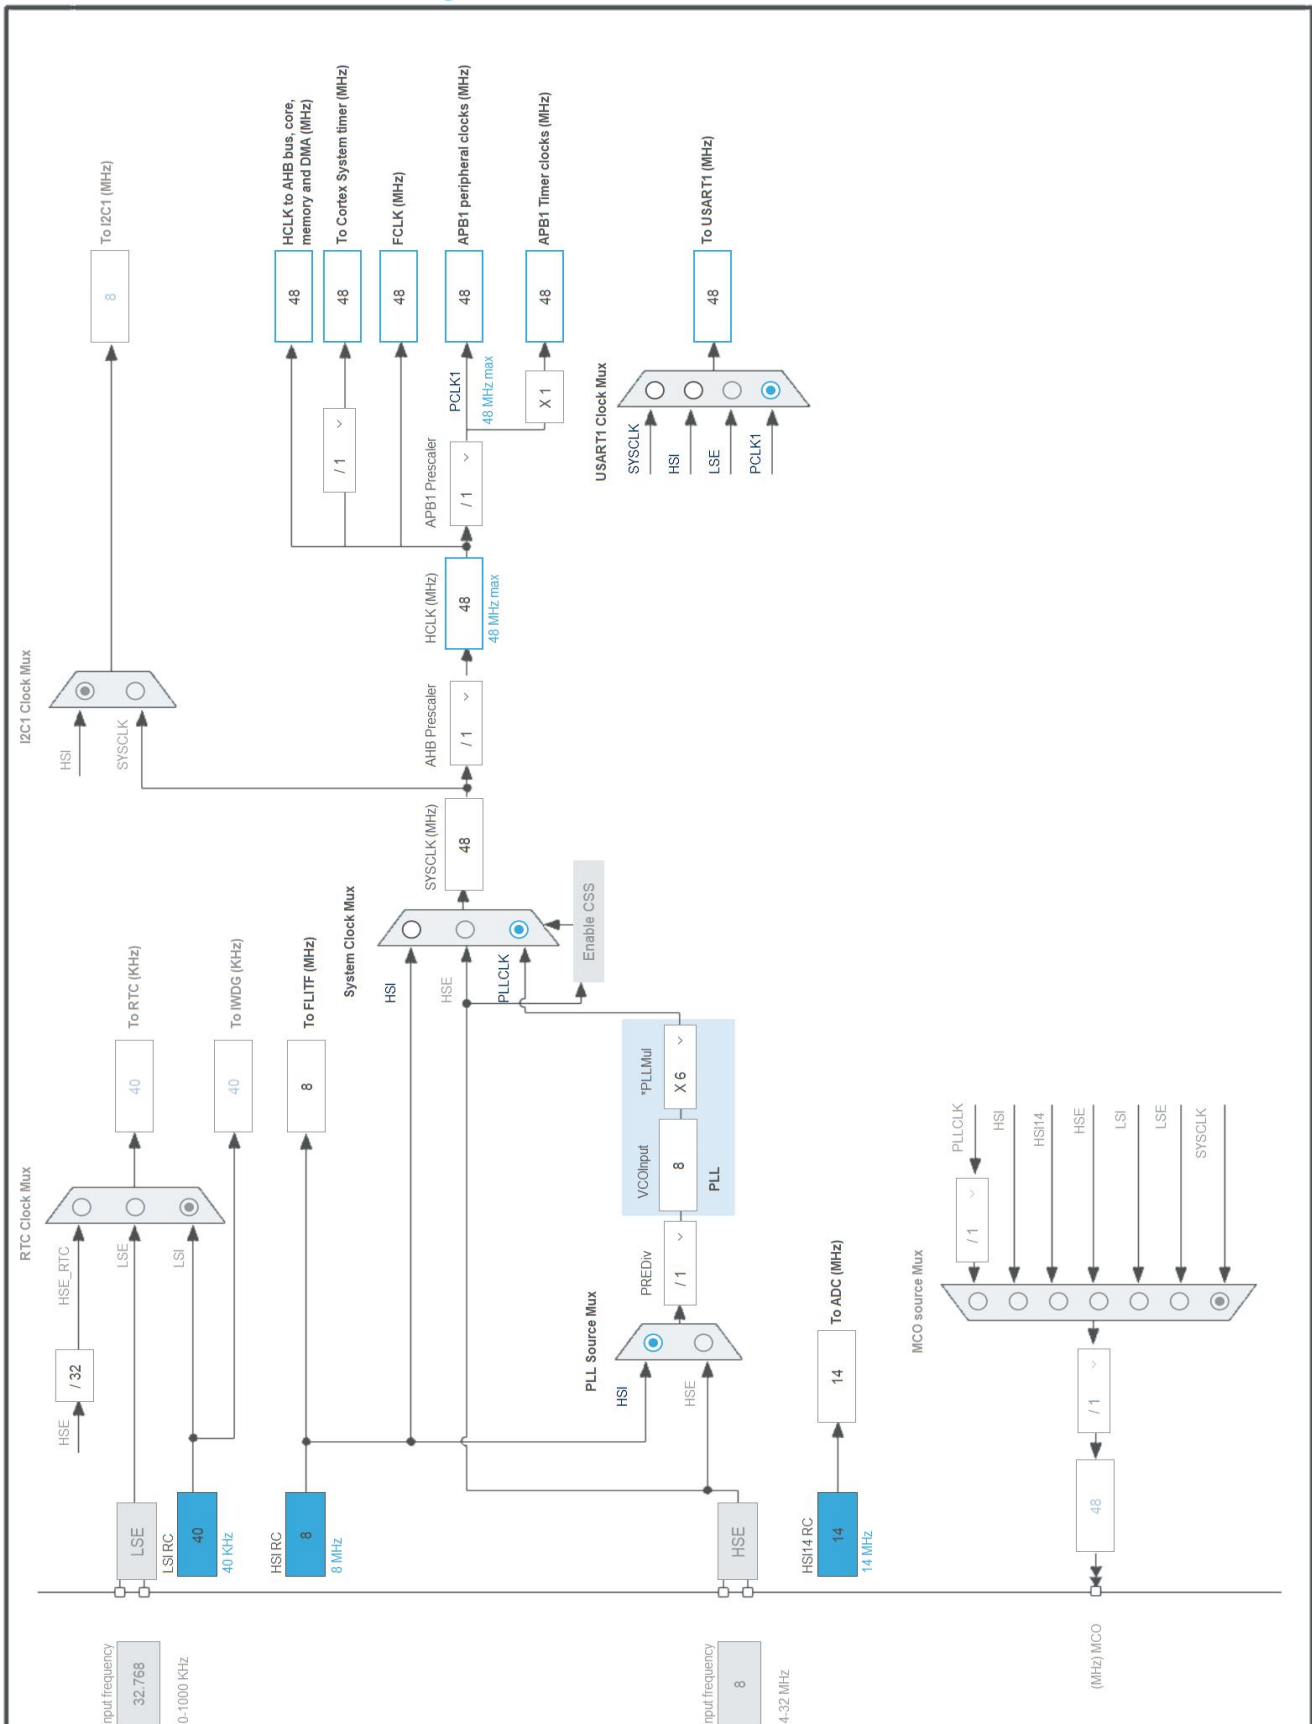 I2C1 Clock Mux
HSI
SYSCLK
8
To I2C1 (MHz)
RTC Clock Mux
HSE
/ 32
HSE_RTC
LSE
LSI
40
To RTC (KHz)
40
To IWDG (KHz)
nput frequency
32.768
0-1000 KHz
LSE
LSI RC
40
40 KHz
HSI RC
8
8 MHz
8
To FLITF (MHz)
System Clock Mux
HSI
HSE
PLLCLK
Enable CSS
SYSCLK (MHz)
48
AHB Prescaler
/ 1
HCLK (MHz)
48
48 MHz max
APB1 Prescaler
/ 1
PCLK1
48 MHz max
/ 1
X 1
48
HCLK to AHB bus, core,
memory and DMA (MHz)
48
To Cortex System timer (MHz)
48
FCLK (MHz)
48
APB1 peripheral clocks (MHz)
48
APB1 Timer clocks (MHz)
PLL Source Mux
HSI
HSE
PREDiv
/ 1
VCOInput
8
*PLLMul
X 6
PLL
USART1 Clock Mux
SYSCLK
HSI
LSE
PCLK1
48
To USART1 (MHz)
nput frequency
8
4-32 MHz
HSE
HSI14 RC
14
14 MHz
14
To ADC (MHz)
MCO source Mux
(MHz) MCO
48
/ 1
/ 1
PLLCLK
HSI
HSI14
HSE
LSI
LSE
SYSCLK